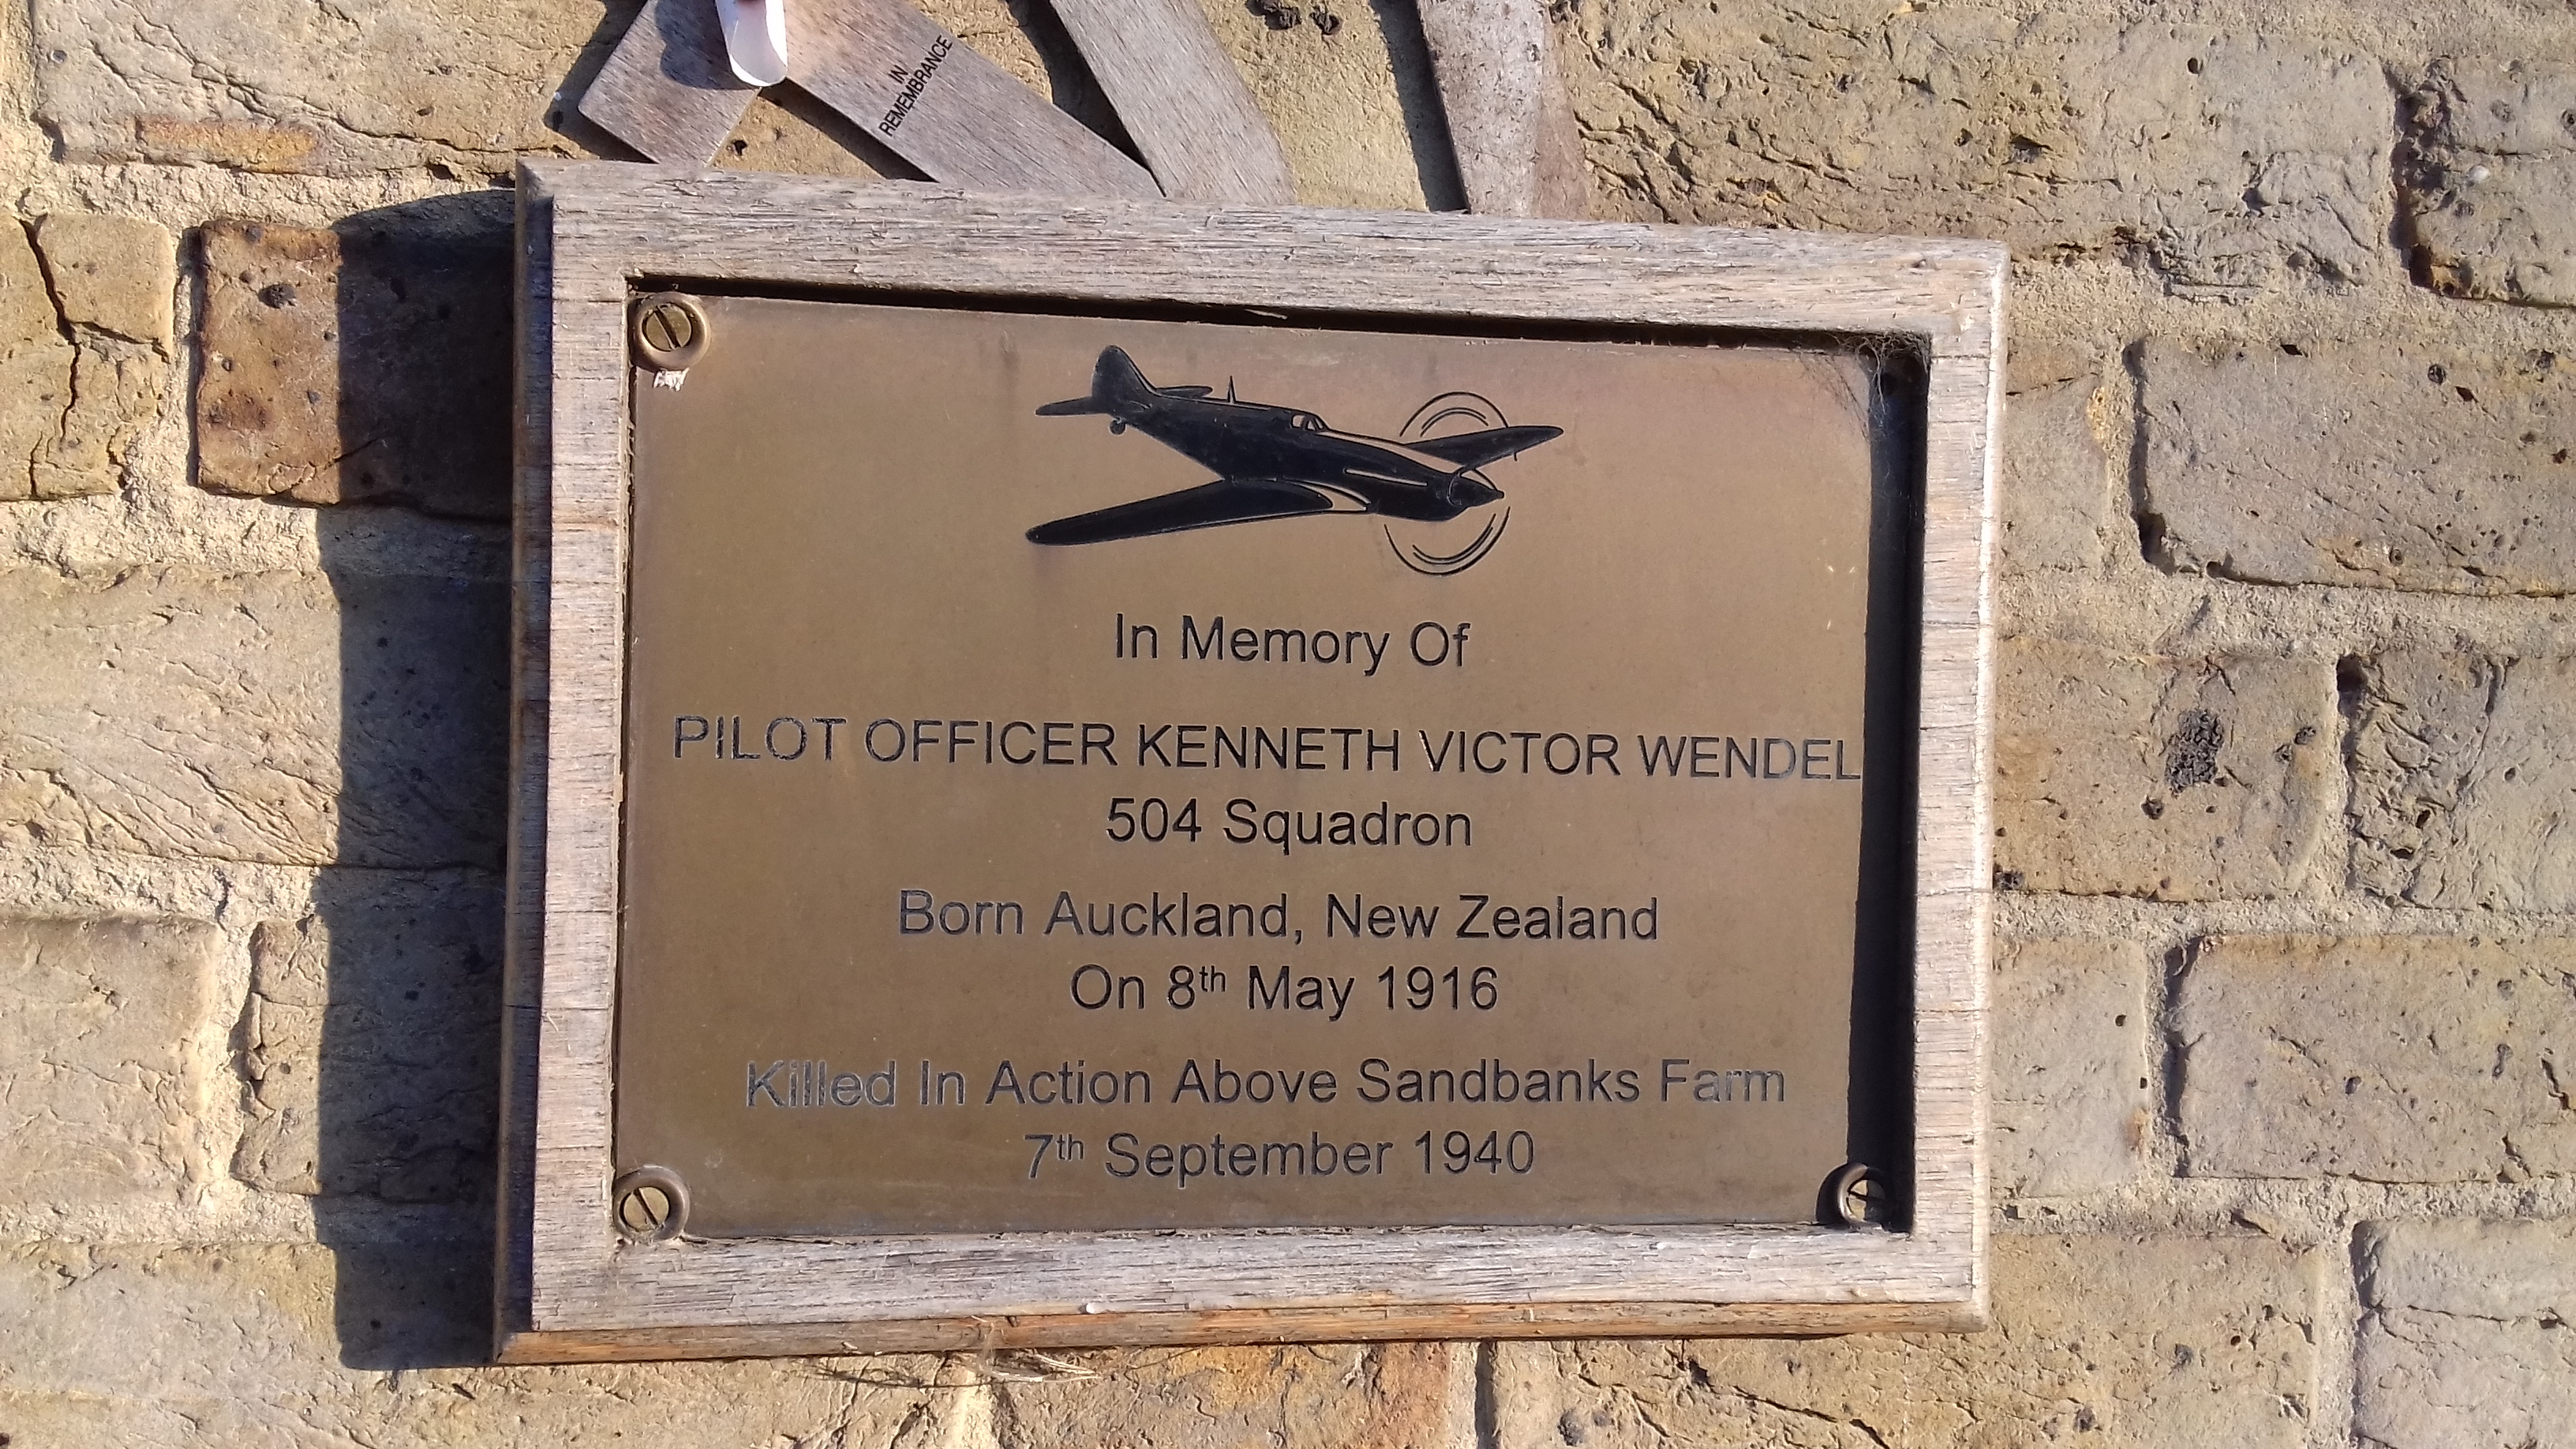 IN
REMEMBRANCE
In Memory Of
PILOT OFFICER KENNETH VICTOR WENDEL
504 Squadron
Born Auckland, New Zealand
On 8th May 1916
Killed In Action Above Sandbanks Farm
7th September 1940